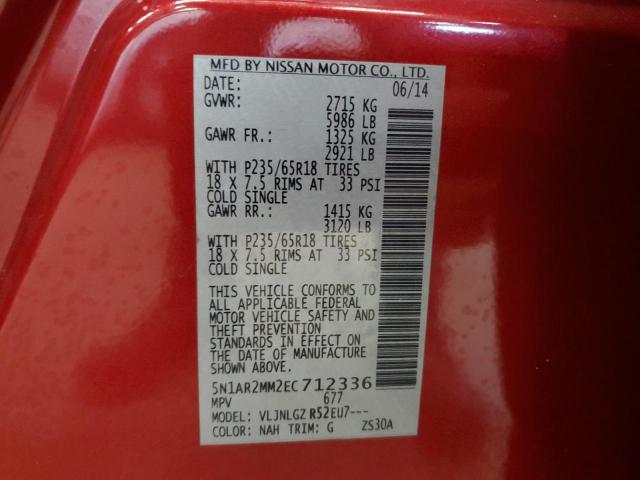 MFD BY NISSAN MOTOR CO., LTD.
DATE: 06/14
GVWR: 2715 KG
5986 LB
GAWR FR.: 1325 KG
2921 LB
WITH P235/65R18 TIRES
18 X 7.5 RIMS AT 33 PSI
COLD SINGLE
GAWR RR.: 1415 KG
3120 LB
WITH P235/65R18 TIRES
18 X 7.5 RIMS AT 33 PSI
COLD SINGLE
THIS VEHICLE CONFORMS TO
ALL APPLICABLE FEDERAL
MOTOR VEHICLE SAFETY AND
THEFT PREVENTION
STANDARDS IN EFFECT ON
THE DATE OF MANUFACTURE
5N1AR2MM2EC712336
MPV 677
MODEL: VLJNLGZ R52EU7---
COLOR: NAH TRIM: G ZS30A